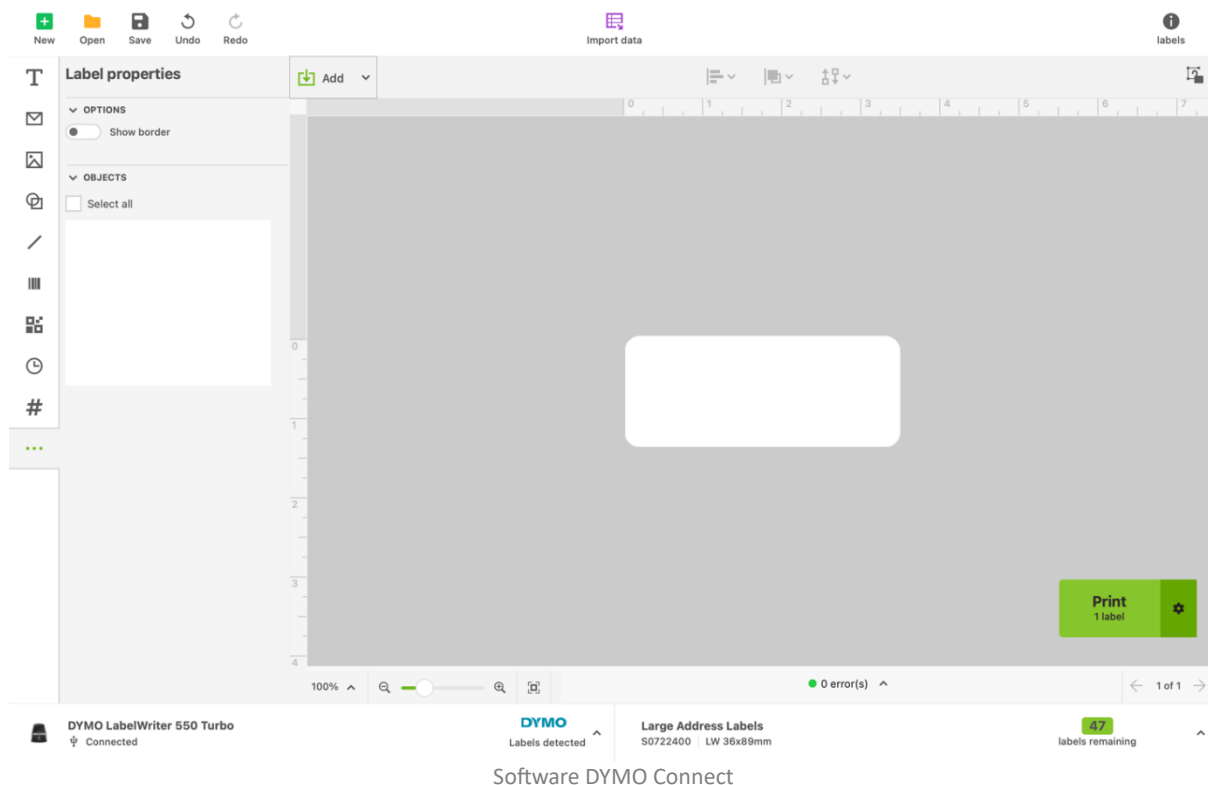 New Open Save Undo Redo Import data labels
Label properties
Add
OPTIONS
Show border
OBJECTS
Select all
0 1 2 3 4 5 6 7
0
1
2
3
4
Print
1 label
100%
0 error(s)
1 of 1
DYMO LabelWriter 550 Turbo
Connected
DYMO
Labels detected
Large Address Labels
S0722400 LW 36x89mm
47
labels remaining
Software DYMO Connect